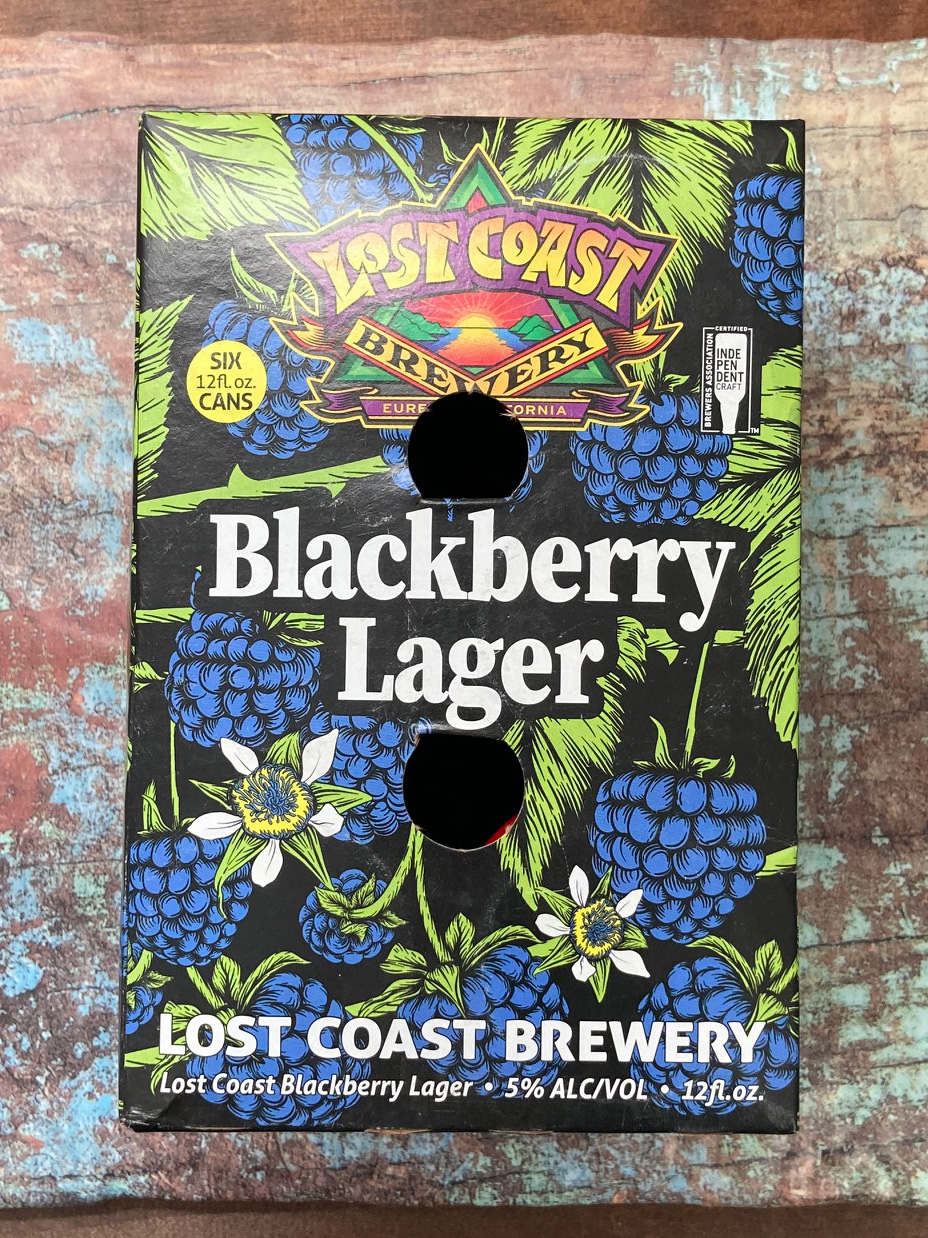 LOST COAST
BREWERY
SIX
12fl. oz.
CANS
CERTIFIED
BREWERS ASSOCIATION
INDE
PEN
DENT
CRAFT
TM
Blackberry
Lager
LOST COAST BREWERY
Lost Coast Blackberry Lager • 5% ALC/VOL • 12fl.oz.